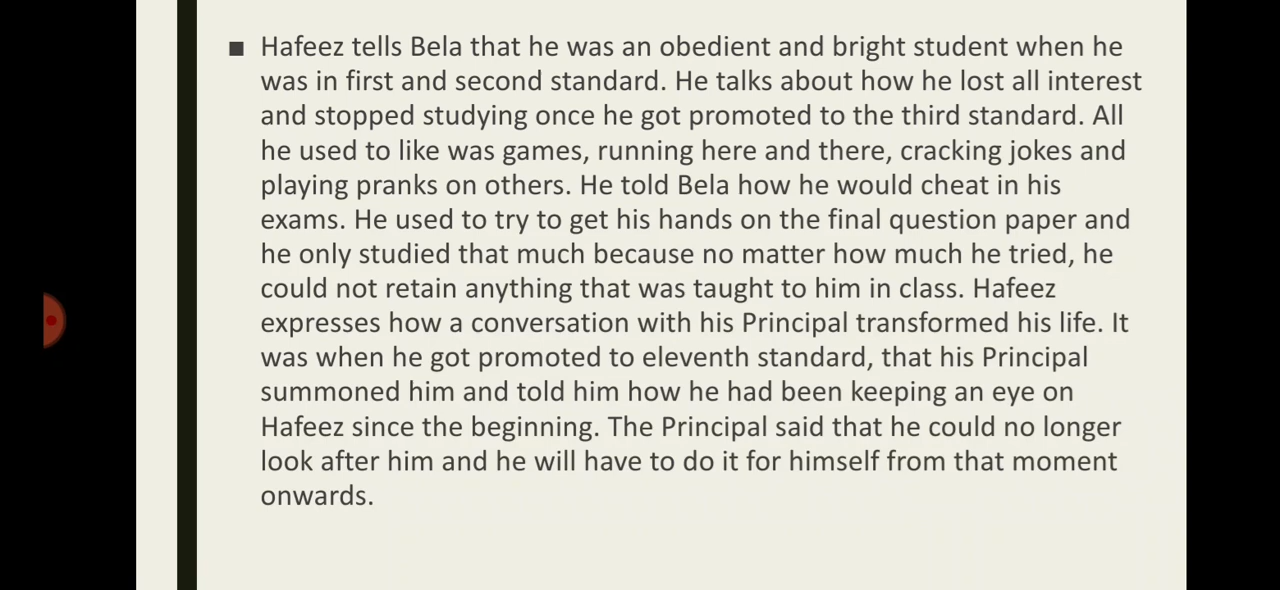 ■ Hafeez tells Bela that he was an obedient and bright student when he
was in first and second standard. He talks about how he lost all interest
and stopped studying once he got promoted to the third standard. All
he used to like was games, running here and there, cracking jokes and
playing pranks on others. He told Bela how he would cheat in his
exams. He used to try to get his hands on the final question paper and
he only studied that much because no matter how much he tried, he
could not retain anything that was taught to him in class. Hafeez
expresses how a conversation with his Principal transformed his life. It
was when he got promoted to eleventh standard, that his Principal
summoned him and told him how he had been keeping an eye on
Hafeez since the beginning. The Principal said that he could no longer
look after him and he will have to do it for himself from that moment
onwards.